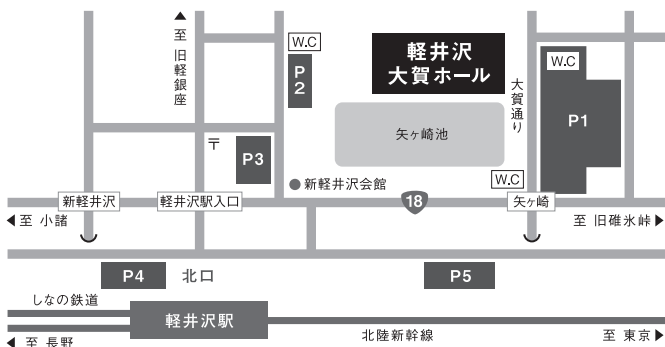 ▲至 旧軽銀座
W.C
P2
軽井沢
大賀ホール
大賀通り
W.C
P1
矢ヶ崎池
〒
P3
新軽井沢会館
W.C
新軽井沢
軽井沢駅入口
18
矢ヶ崎
◀至 小諸
至 旧碓氷峠▶
P4
北口
P5
しなの鉄道
軽井沢駅
北陸新幹線
◀至 長野
至 東京▶